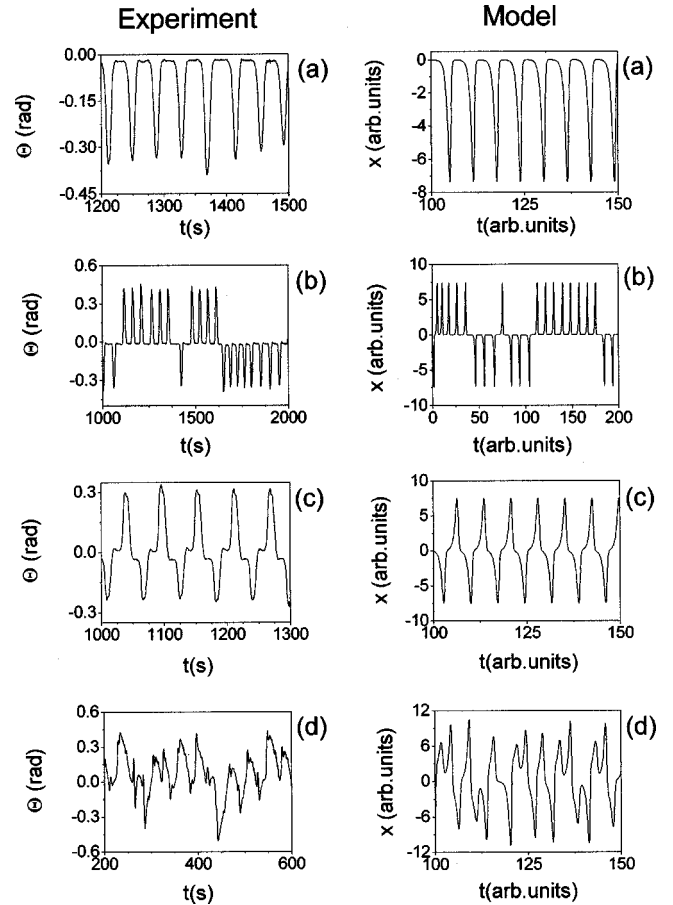 Experiment Model
(a) (a)
0.00
-0.15
-0.30
-0.45
Θ (rad)
1200 1300 1400 1500
t(s)
0
-2
-4
-6
-8
x (arb.units)
100 125 150
t(arb.units)
(b) (b)
0.6
0.3
0.0
-0.3
Θ (rad)
1000 1500 2000
t(s)
10
5
0
-5
-10
x (arb.units)
0 50 100 150 200
t(arb.units)
(c) (c)
0.3
0.0
-0.3
Θ (rad)
1000 1100 1200 1300
t(s)
10
5
0
-5
-10
x (arb.units)
100 125 150
t(arb.units)
(d) (d)
0.6
0.3
0.0
-0.3
-0.6
Θ (rad)
200 400 600
t(s)
12
6
0
-6
-12
x (arb.units)
100 125 150
t(arb.units)